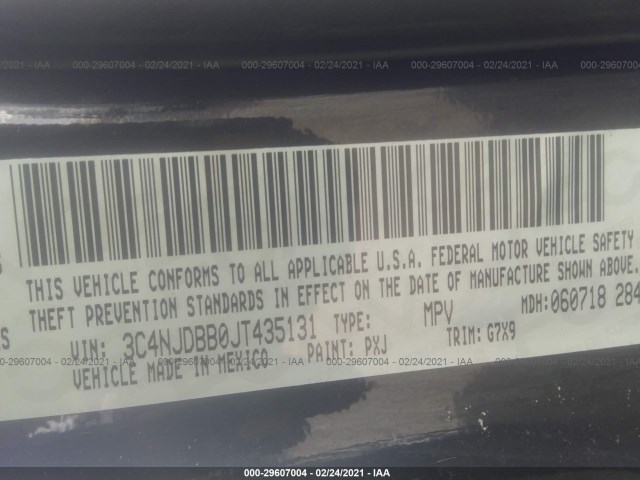 000-29607004 - 02/24/2021 - IAA 000-29607004 - 02/24/2021 - IAA 000-29607004 - 02/24/2021 - IAA
THIS VEHICLE CONFORMS TO ALL APPLICABLE U.S.A. FEDERAL MOTOR VEHICLE SAFETY
THEFT PREVENTION STANDARDS IN EFFECT ON THE DATE OF MANUFACTURE SHOWN ABOVE.
VIN: 3C4NJDBB0JT435131 TYPE: MPV MDH: 060718 284
VEHICLE MADE IN MEXICO PAINT: PXJ TRIM: G7X9
29607004 - 02/24/2021 - IAA 000-29607004 - 02/24/2021 - IAA 000-29607004 - 02/24/2021 - IAA
000-29607004 - 02/24/2021 - IAA